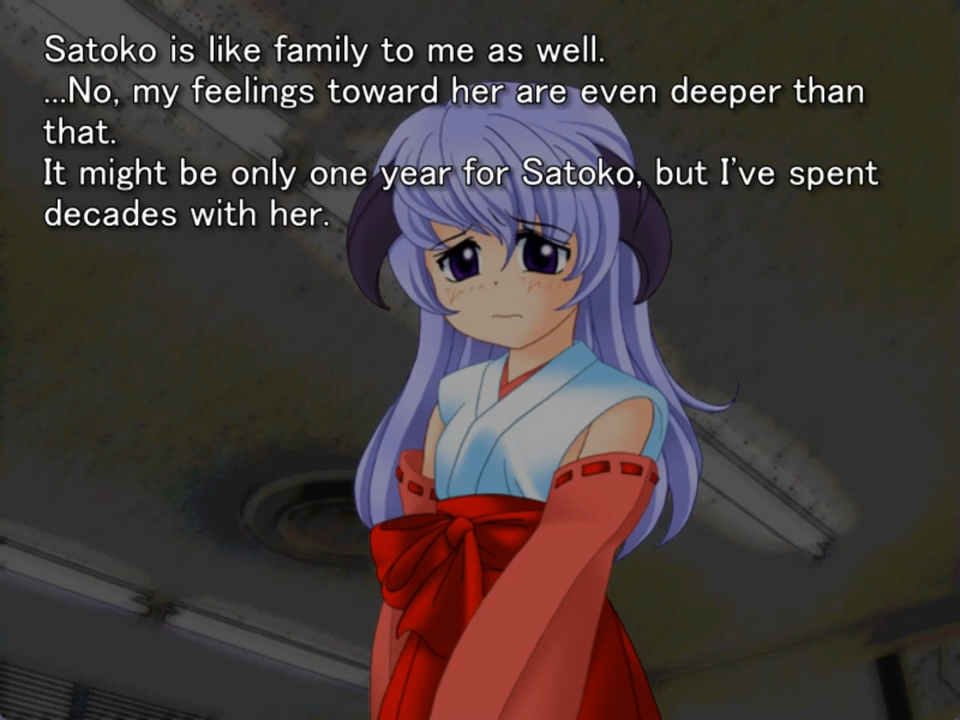 Satoko is like family to me as well.
...No, my feelings toward her are even deeper than
that.
It might be only one year for Satoko, but I've spent
decades with her.